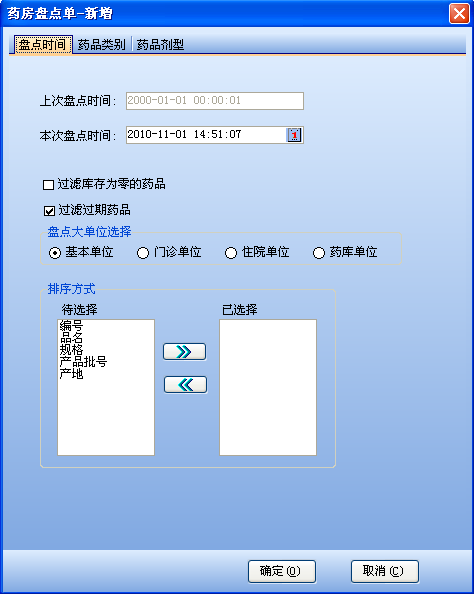 药房盘点单-新增
盘点时间 药品类别 药品剂型
上次盘点时间: 2000-01-01 00:00:01
本次盘点时间: 2010-11-01 14:51:07
过滤库存为零的药品
过滤过期药品
盘点大单位选择
基本单位 门诊单位 住院单位 药库单位
排序方式
待选择 已选择
编号
品名
规格
产品批号
产地
确定(O) 取消(C)